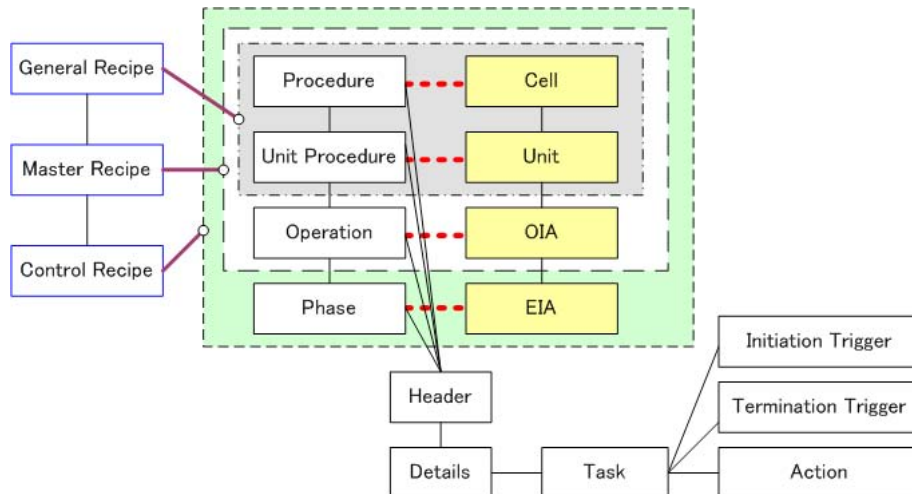 General Recipe
Master Recipe
Control Recipe
Procedure
Cell
Unit Procedure
Unit
Operation
OIA
Phase
EIA
Header
Details
Task
Initiation Trigger
Termination Trigger
Action